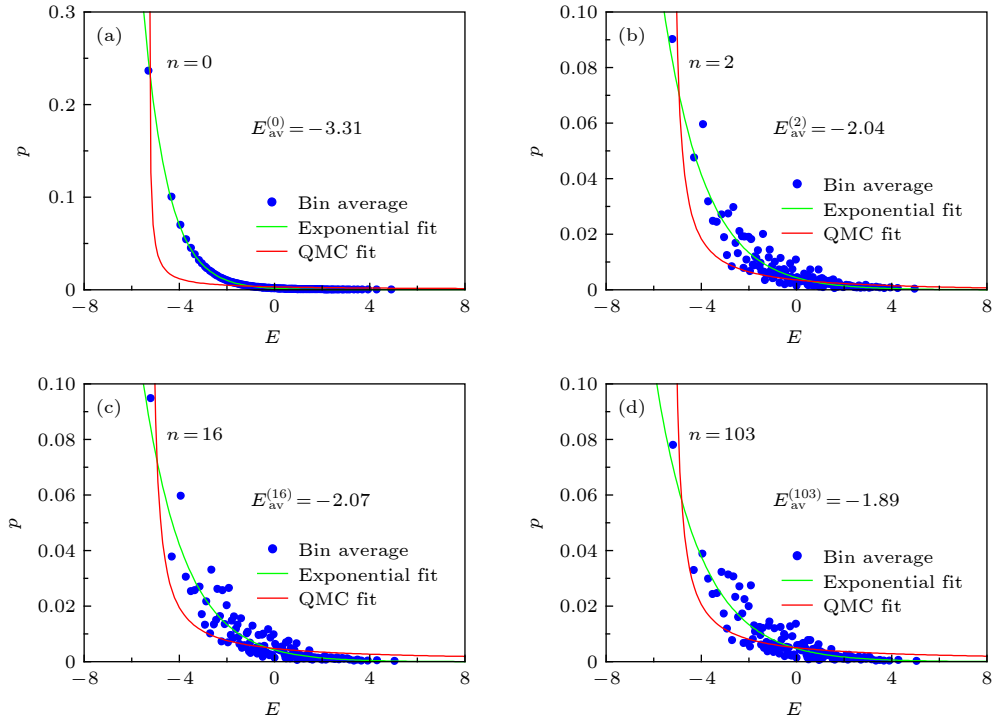 (a)
n=0
E_av^(0)=−3.31
Bin average
Exponential fit
QMC fit
p
0.3
0.2
0.1
0
−8 −4 0 4 8
E
(b)
n=2
E_av^(2)=−2.04
Bin average
Exponential fit
QMC fit
p
0.10
0.08
0.06
0.04
0.02
0
−8 −4 0 4 8
E
(c)
n=16
E_av^(16)=−2.07
Bin average
Exponential fit
QMC fit
p
0.10
0.08
0.06
0.04
0.02
0
−8 −4 0 4 8
E
(d)
n=103
E_av^(103)=−1.89
Bin average
Exponential fit
QMC fit
p
0.10
0.08
0.06
0.04
0.02
0
−8 −4 0 4 8
E